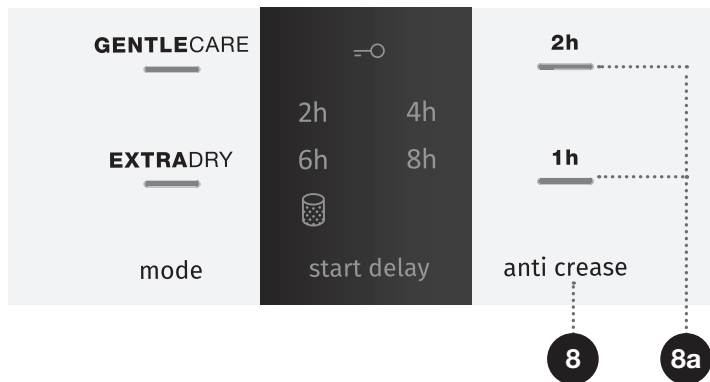 GENTLECARE
2h
2h
4h
EXTRADRY
6h
8h
1h
mode
start delay
anti crease
8
8a